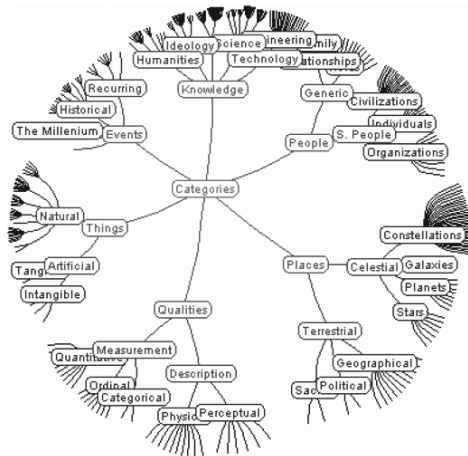 Ideology
Science
Humanities
Technology
Knowledge
Generic
Civilizations
Individuals
S. People
People
Organizations
Recurring
Historical
The Millenium
Events
Categories
Natural
Things
Artificial
Intangible
Constellations
Places
Celestial
Galaxies
Planets
Stars
Qualities
Terrestrial
Measurement
Quantitative
Geographical
Description
Ordinal
Categorical
Political
Perceptual